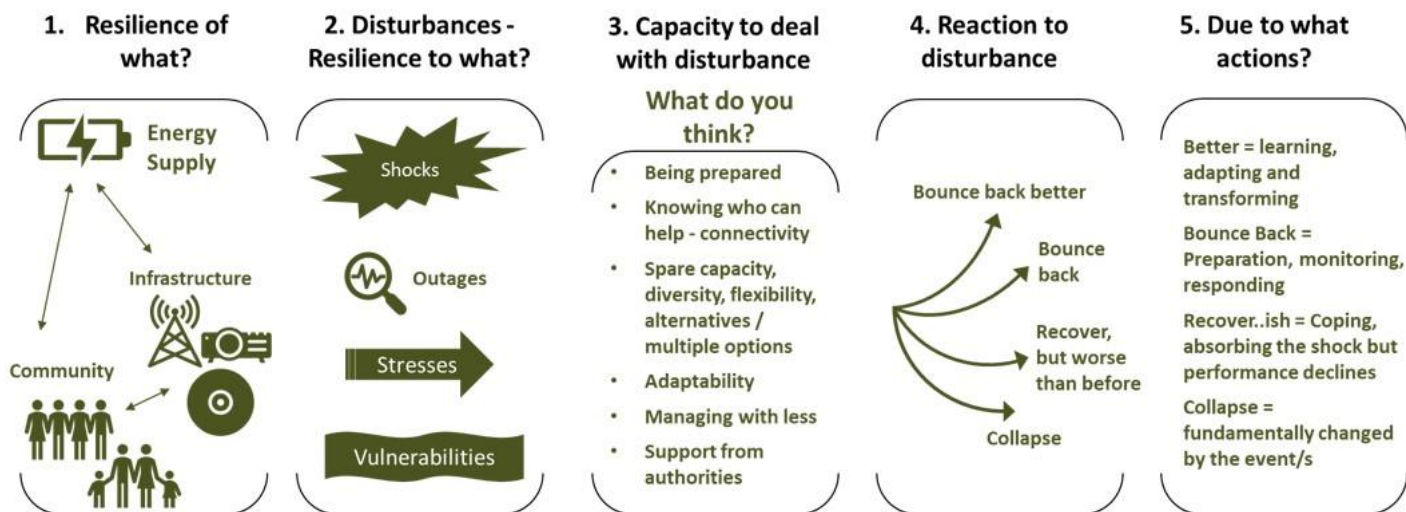 1. Resilience of
what?
Energy
Supply
Infrastructure
Community
2. Disturbances -
Resilience to what?
Shocks
Outages
Stresses
Vulnerabilities
3. Capacity to deal
with disturbance
What do you
think?
• Being prepared
• Knowing who can
help - connectivity
• Spare capacity,
diversity, flexibility,
alternatives /
multiple options
• Adaptability
• Managing with less
• Support from
authorities
4. Reaction to
disturbance
Bounce back better
Bounce
back
Recover,
but worse
than before
Collapse
5. Due to what
actions?
Better = learning,
adapting and
transforming
Bounce Back =
Preparation, monitoring,
responding
Recover..ish = Coping,
absorbing the shock but
performance declines
Collapse =
fundamentally changed
by the event/s